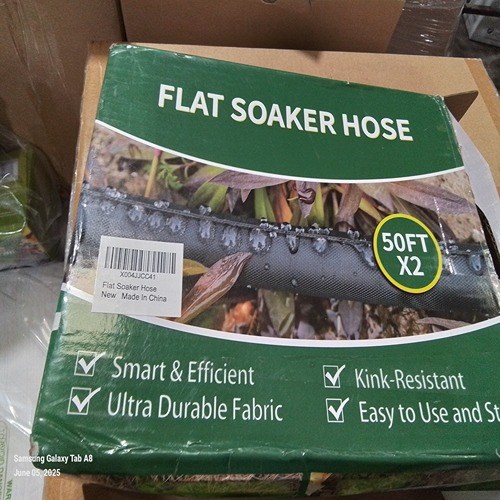 FLAT SOAKER HOSE
50FT
X2
X004JJCC41
Flat Soaker Hose
New Made In China
Smart & Efficient
Kink-Resistant
Ultra Durable Fabric
Easy to Use and St
Samsung Galaxy Tab A8
June 05, 2025